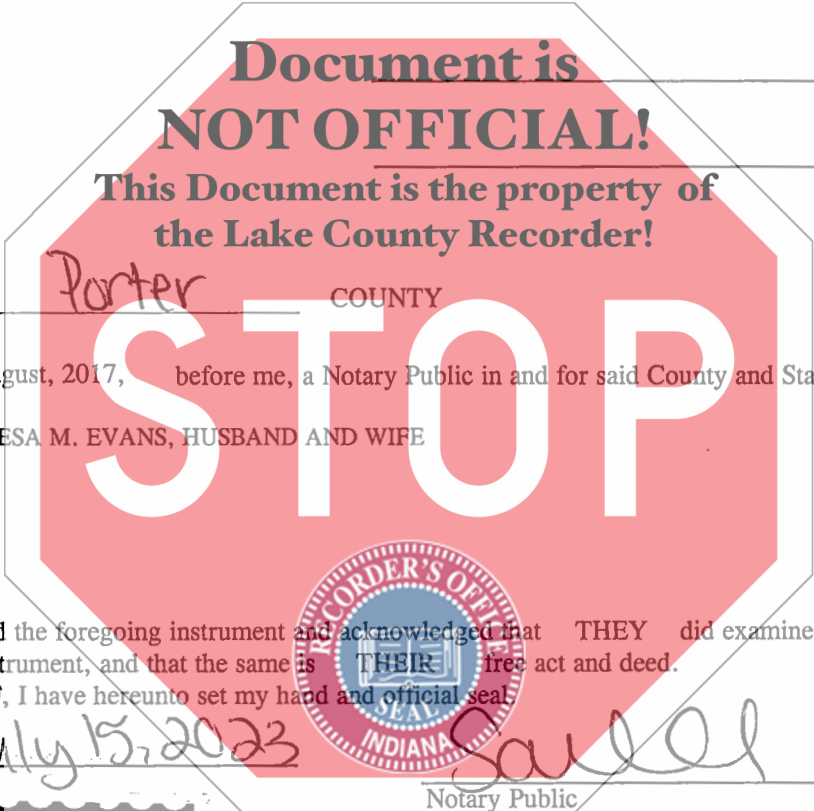 Document is
NOT OFFICIAL!
This Document is the property of
the Lake County Recorder!
Porter COUNTY
gust, 2017, before me, a Notary Public in and for said County and Sta
ESA M. EVANS, HUSBAND AND WIFE
STOP
RECORDER'S OFFICE
SEAL
INDIANA
d the foregoing instrument and acknowledged that THEY did examine
trument, and that the same is THEIR free act and deed.
, I have hereunto set my hand and official seal.
uly 15, 2023
Notary Public